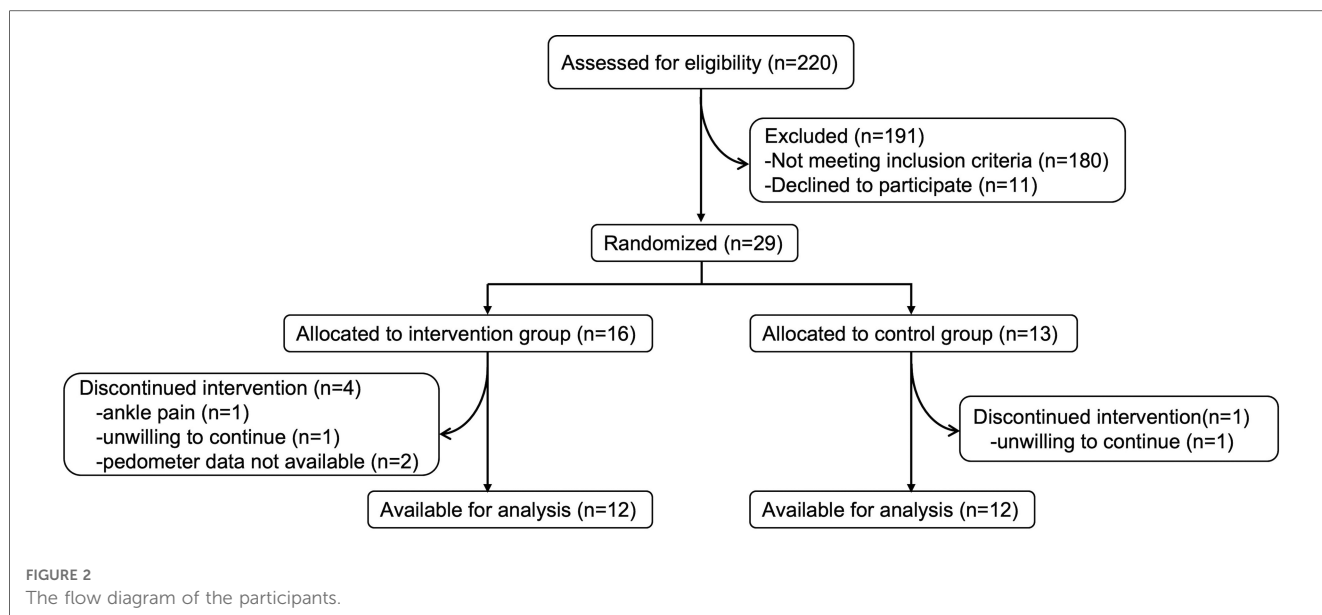 Assessed for eligibility (n=220)
Excluded (n=191)
-Not meeting inclusion criteria (n=180)
-Declined to participate (n=11)
Randomized (n=29)
Allocated to intervention group (n=16)
Allocated to control group (n=13)
Discontinued intervention (n=4)
-ankle pain (n=1)
-unwilling to continue (n=1)
-pedometer data not available (n=2)
Discontinued intervention(n=1)
-unwilling to continue (n=1)
Available for analysis (n=12)
Available for analysis (n=12)
FIGURE 2
The flow diagram of the participants.